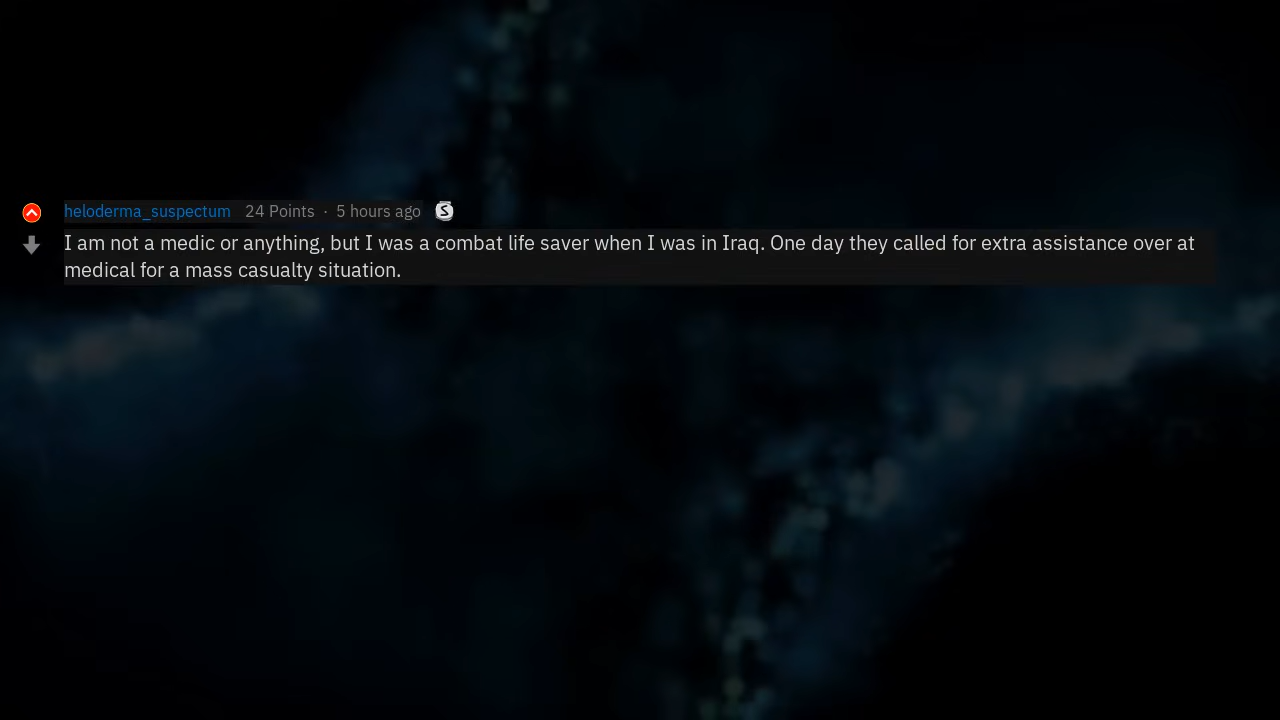 heloderma_suspectum 24 Points · 5 hours ago S
I am not a medic or anything, but I was a combat life saver when I was in Iraq. One day they called for extra assistance over at
medical for a mass casualty situation.